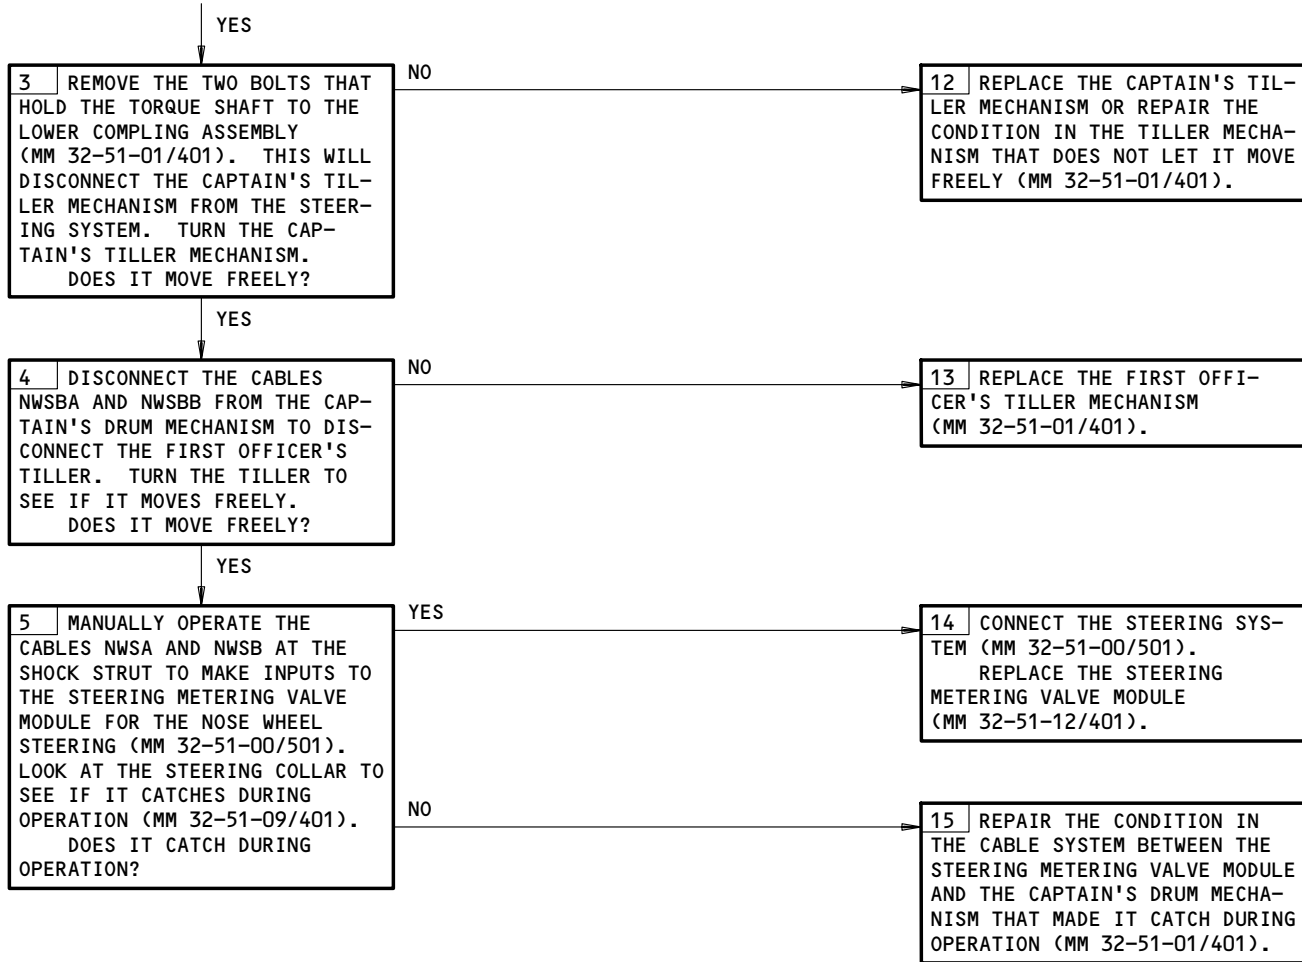 YES
3 REMOVE THE TWO BOLTS THAT
HOLD THE TORQUE SHAFT TO THE
LOWER COMPLING ASSEMBLY
(MM 32-51-01/401). THIS WILL
DISCONNECT THE CAPTAIN'S TIL-
LER MECHANISM FROM THE STEER-
ING SYSTEM. TURN THE CAP-
TAIN'S TILLER MECHANISM.
DOES IT MOVE FREELY?
NO
12 REPLACE THE CAPTAIN'S TIL-
LER MECHANISM OR REPAIR THE
CONDITION IN THE TILLER MECHA-
NISM THAT DOES NOT LET IT MOVE
FREELY (MM 32-51-01/401).
YES
4 DISCONNECT THE CABLES
NWSBA AND NWSBB FROM THE CAP-
TAIN'S DRUM MECHANISM TO DIS-
CONNECT THE FIRST OFFICER'S
TILLER. TURN THE TILLER TO
SEE IF IT MOVES FREELY.
DOES IT MOVE FREELY?
NO
13 REPLACE THE FIRST OFFI-
CER'S TILLER MECHANISM
(MM 32-51-01/401).
YES
5 MANUALLY OPERATE THE
CABLES NWSA AND NWSB AT THE
SHOCK STRUT TO MAKE INPUTS TO
THE STEERING METERING VALVE
MODULE FOR THE NOSE WHEEL
STEERING (MM 32-51-00/501).
LOOK AT THE STEERING COLLAR TO
SEE IF IT CATCHES DURING
OPERATION (MM 32-51-09/401).
DOES IT CATCH DURING
OPERATION?
YES
14 CONNECT THE STEERING SYS-
TEM (MM 32-51-00/501).
REPLACE THE STEERING
METERING VALVE MODULE
(MM 32-51-12/401).
NO
15 REPAIR THE CONDITION IN
THE CABLE SYSTEM BETWEEN THE
STEERING METERING VALVE MODULE
AND THE CAPTAIN'S DRUM MECHA-
NISM THAT MADE IT CATCH DURING
OPERATION (MM 32-51-01/401).